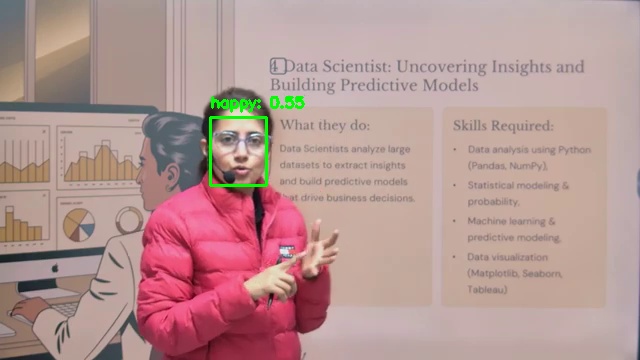 4 Data Scientist: Uncovering Insights and
Building Predictive Models
happy: 0.55
What they do:
Data Scientists analyze large
datasets to extract insights
and build predictive models
that drive business decisions.
Skills Required:
• Data analysis using Python
(Pandas, NumPy),
• Statistical modeling &
probability,
• Machine learning &
predictive modeling,
• Data visualization
(Matplotlib, Seaborn,
Tableau)